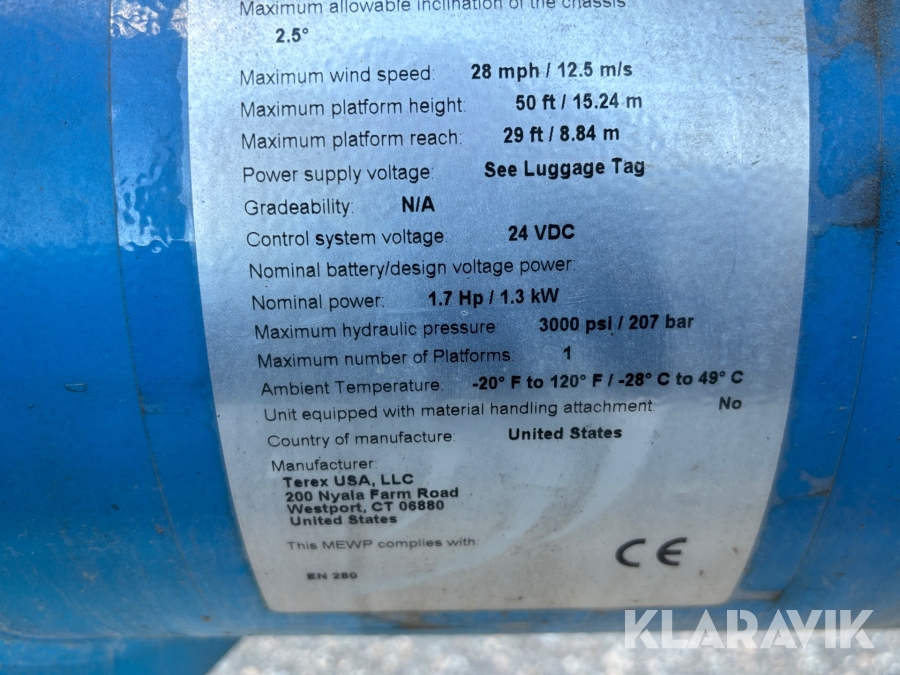 Maximum allowable inclination of the chassis:
2.5°
Maximum wind speed: 28 mph / 12.5 m/s
Maximum platform height: 50 ft / 15.24 m
Maximum platform reach: 29 ft / 8.84 m
Power supply voltage: See Luggage Tag
Gradeability: N/A
Control system voltage: 24 VDC
Nominal battery/design voltage power:
Nominal power: 1.7 Hp / 1.3 kW
Maximum hydraulic pressure 3000 psi / 207 bar
Maximum number of Platforms: 1
Ambient Temperature: -20° F to 120° F / -28° C to 49° C
Unit equipped with material handling attachment: No
Country of manufacture: United States
Manufacturer:
Terex USA, LLC
200 Nyala Farm Road
Westport, CT 06880
United States
This MEWP complies with:
CE
EN 280
KLARAVIK